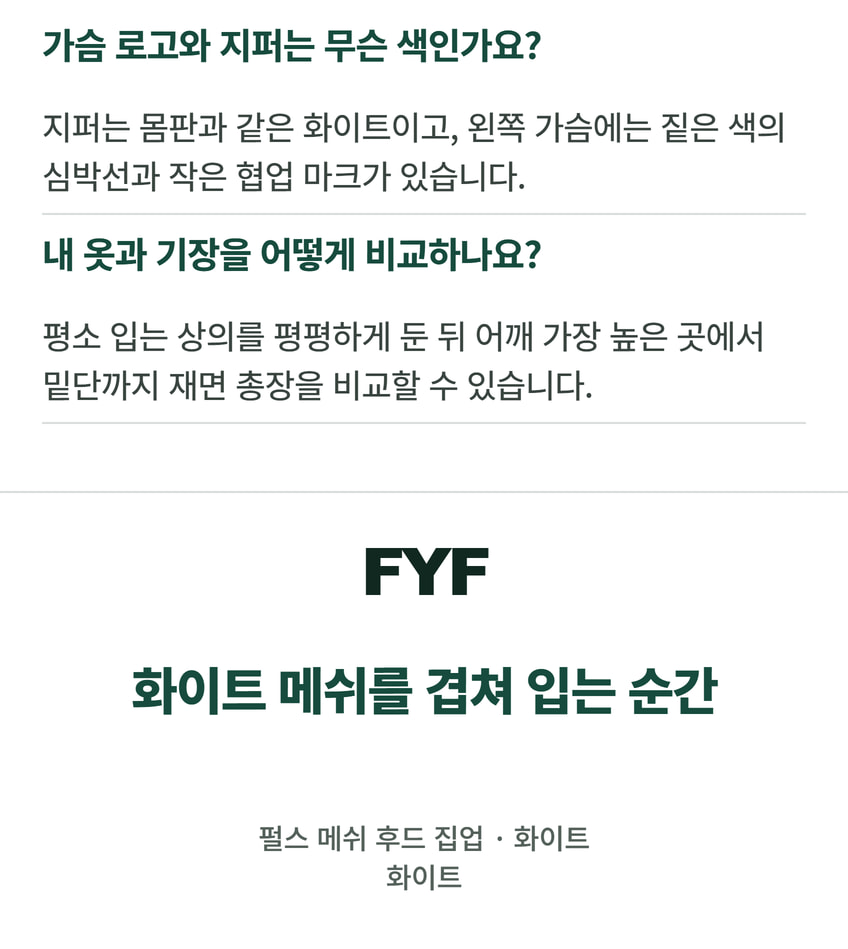 가슴 로고와 지퍼는 무슨 색인가요?
지퍼는 몸판과 같은 화이트이고, 왼쪽 가슴에는 짙은 색의
심박선과 작은 협업 마크가 있습니다.
내 옷과 기장을 어떻게 비교하나요?
평소 입는 상의를 평평하게 둔 뒤 어깨 가장 높은 곳에서
밑단까지 재면 총장을 비교할 수 있습니다.
FYF
화이트 메쉬를 겹쳐 입는 순간
펄스 메쉬 후드 집업 · 화이트
화이트